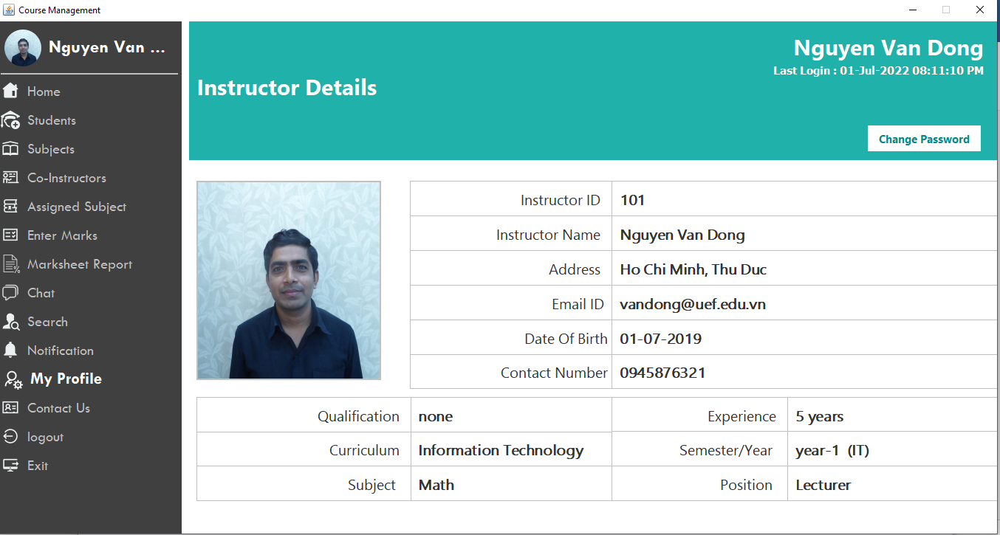 Course Management
Nguyen Van ...
Home
Students
Subjects
Co-Instructors
Assigned Subject
Enter Marks
Marksheet Report
Chat
Search
Notification
My Profile
Contact Us
logout
Exit
Nguyen Van Dong
Last Login : 01-Jul-2022 08:11:10 PM
Instructor Details
Change Password
Instructor ID 101
Instructor Name Nguyen Van Dong
Address Ho Chi Minh, Thu Duc
Email ID vandong@uef.edu.vn
Date Of Birth 01-07-2019
Contact Number 0945876321
Qualification none Experience 5 years
Curriculum Information Technology Semester/Year year-1 (IT)
Subject Math Position Lecturer